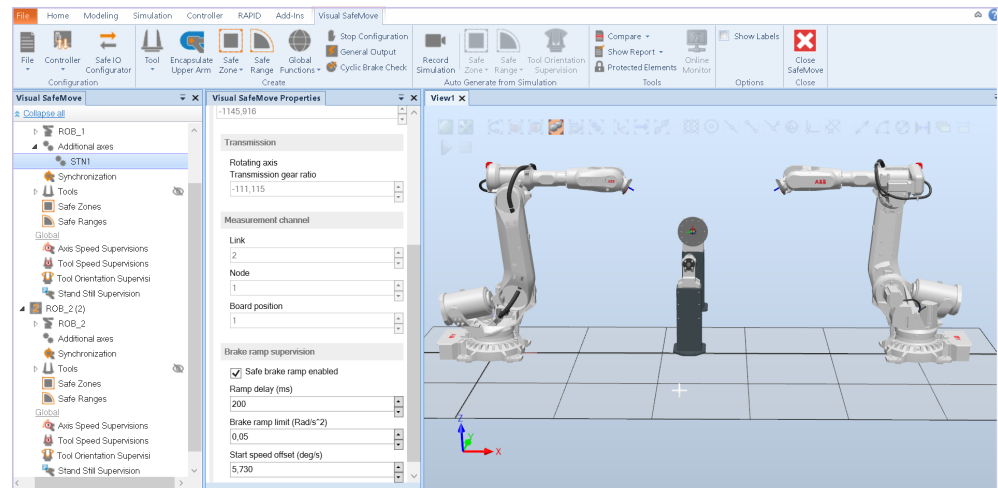 File Home Modeling Simulation Controller RAPID Add-Ins Visual SafeMove
File Controller Safe IO Configurator
Configuration
Tool Encapsulate Upper Arm Safe Zone Safe Range Global Functions
Stop Configuration
General Output
Cyclic Brake Check
Create
Record Simulation Safe Zone Safe Range Tool Orientation Supervision
Auto Generate from Simulation
Compare
Show Report
Protected Elements
Online Monitor
Tools
Show Labels
Options
Close SafeMove
Close
Visual SafeMove
Collapse all
ROB_1
Additional axes
STN1
Synchronization
Tools
Safe Zones
Safe Ranges
Global
Axis Speed Supervisions
Tool Speed Supervisions
Tool Orientation Supervisi
Stand Still Supervision
ROB_2 (2)
ROB_2
Additional axes
Synchronization
Tools
Safe Zones
Safe Ranges
Global
Axis Speed Supervisions
Tool Speed Supervisions
Tool Orientation Supervisi
Stand Still Supervision
Visual SafeMove Properties
-1145,916
Transmission
Rotating axis
Transmission gear ratio
-111,115
Measurement channel
Link
2
Node
1
Board position
1
Brake ramp supervision
Safe brake ramp enabled
Ramp delay (ms)
200
Brake ramp limit (Rad/s^2)
0,05
Start speed offset (deg/s)
5,730
View1
ABB
ABB
Z
Y
X